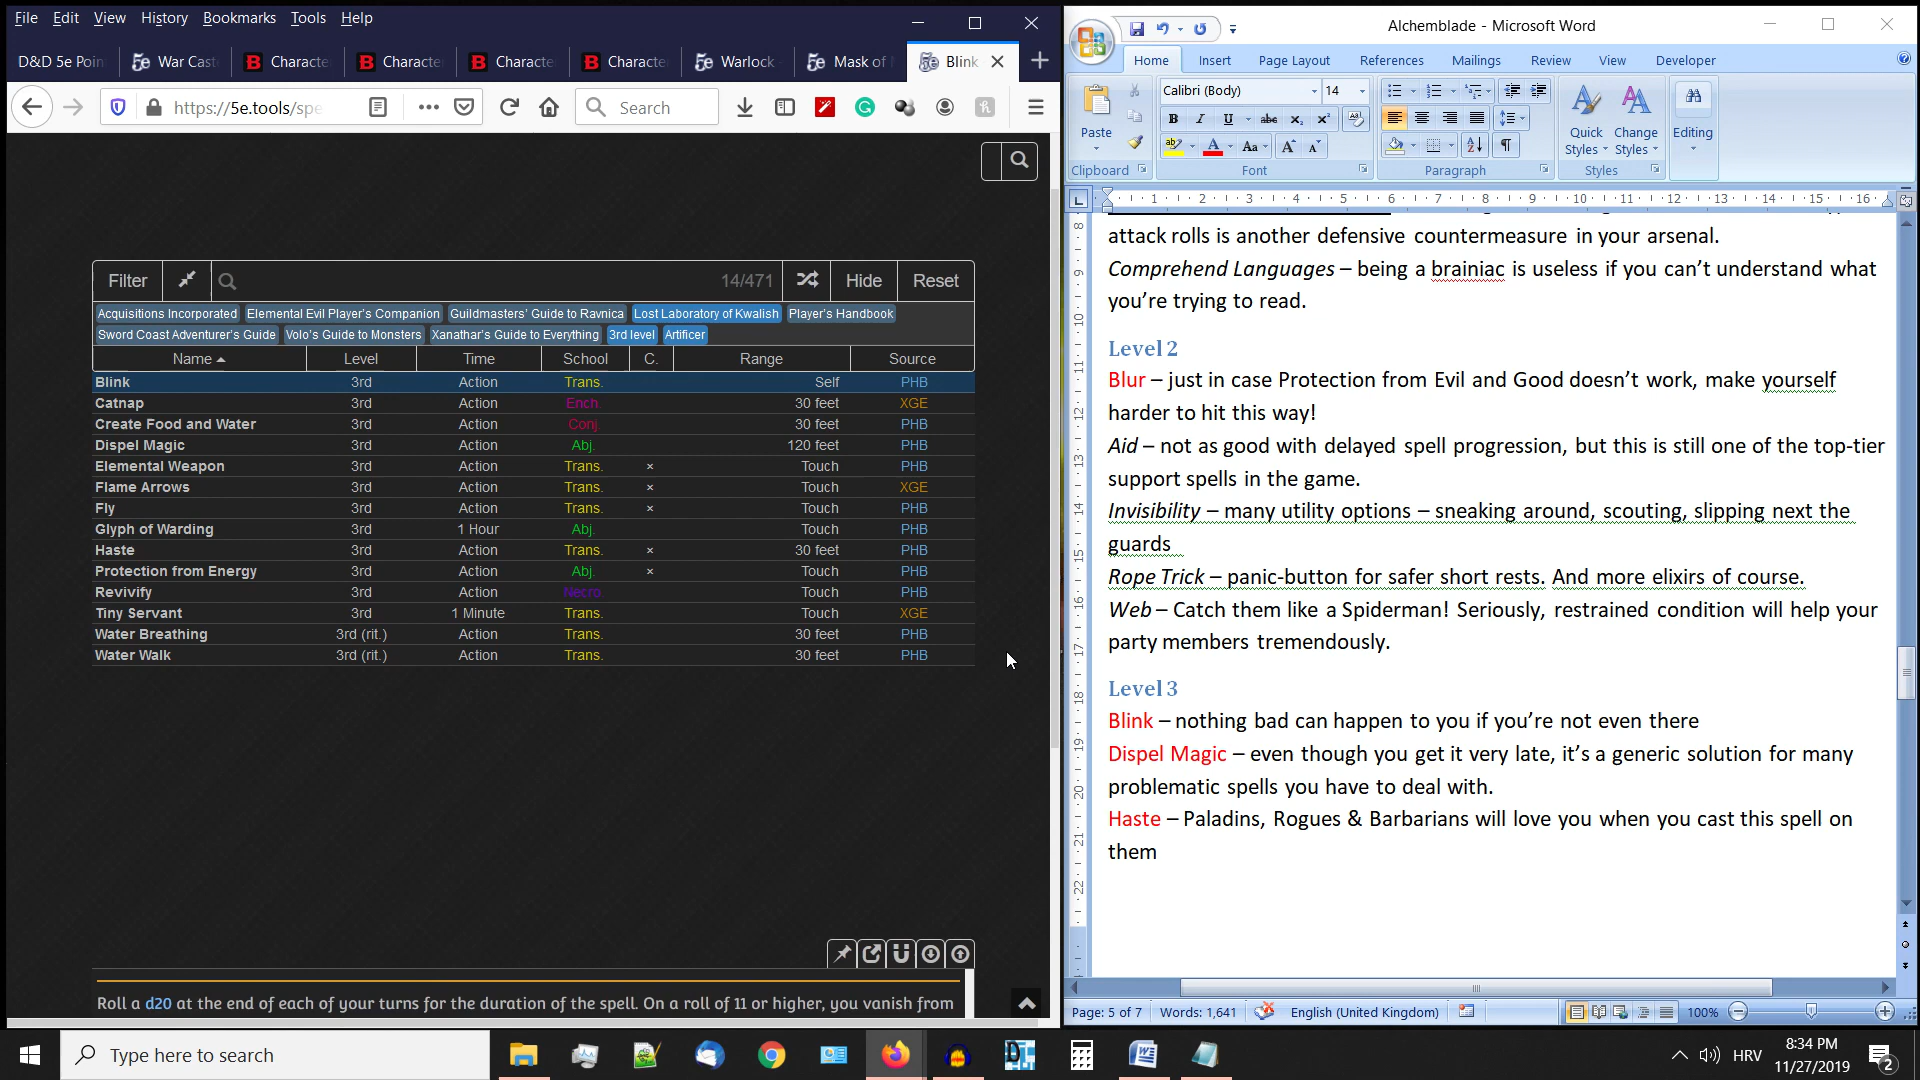 File Edit View History Bookmarks Tools Help
D&D 5e Poin War Cast Characte Characte Characte Characte Warlock Mask of Blink
https://5e.tools/spe Search
Filter 14/471 Hide Reset
Acquisitions Incorporated Elemental Evil Player's Companion Guildmasters' Guide to Ravnica Lost Laboratory of Kwalish Player's Handbook
Sword Coast Adventurer's Guide Volo's Guide to Monsters Xanathar's Guide to Everything 3rd level Artificer
Name Level Time School C. Range Source
Blink 3rd Action Trans. Self PHB
Catnap 3rd Action Ench. 30 feet XGE
Create Food and Water 3rd Action Conj. 30 feet PHB
Dispel Magic 3rd Action Abj. 120 feet PHB
Elemental Weapon 3rd Action Trans. × Touch PHB
Flame Arrows 3rd Action Trans. × Touch XGE
Fly 3rd Action Trans. × Touch PHB
Glyph of Warding 3rd 1 Hour Abj. Touch PHB
Haste 3rd Action Trans. × 30 feet PHB
Protection from Energy 3rd Action Abj. × Touch PHB
Revivify 3rd Action Necro. Touch PHB
Tiny Servant 3rd 1 Minute Trans. Touch XGE
Water Breathing 3rd (rit.) Action Trans. 30 feet PHB
Water Walk 3rd (rit.) Action Trans. 30 feet PHB
Roll a d20 at the end of each of your turns for the duration of the spell. On a roll of 11 or higher, you vanish from
Alchemblade - Microsoft Word
Home Insert Page Layout References Mailings Review View Developer
Calibri (Body) 14
Paste Quick Styles Change Styles Editing
Clipboard Font Paragraph Styles
1 2 3 4 5 6 7 8 9 10 11 12 13 14 15 16
attack rolls is another defensive countermeasure in your arsenal.
Comprehend Languages – being a brainiac is useless if you can't understand what
you're trying to read.
Level 2
Blur – just in case Protection from Evil and Good doesn't work, make yourself
harder to hit this way!
Aid – not as good with delayed spell progression, but this is still one of the top-tier
support spells in the game.
Invisibility – many utility options – sneaking around, scouting, slipping next the
guards
Rope Trick – panic-button for safer short rests. And more elixirs of course.
Web – Catch them like a Spiderman! Seriously, restrained condition will help your
party members tremendously.
Level 3
Blink – nothing bad can happen to you if you're not even there
Dispel Magic – even though you get it very late, it's a generic solution for many
problematic spells you have to deal with.
Haste – Paladins, Rogues & Barbarians will love you when you cast this spell on
them
Page: 5 of 7 Words: 1,641 English (United Kingdom) 100%
Type here to search
HRV 8:34 PM
11/27/2019 2